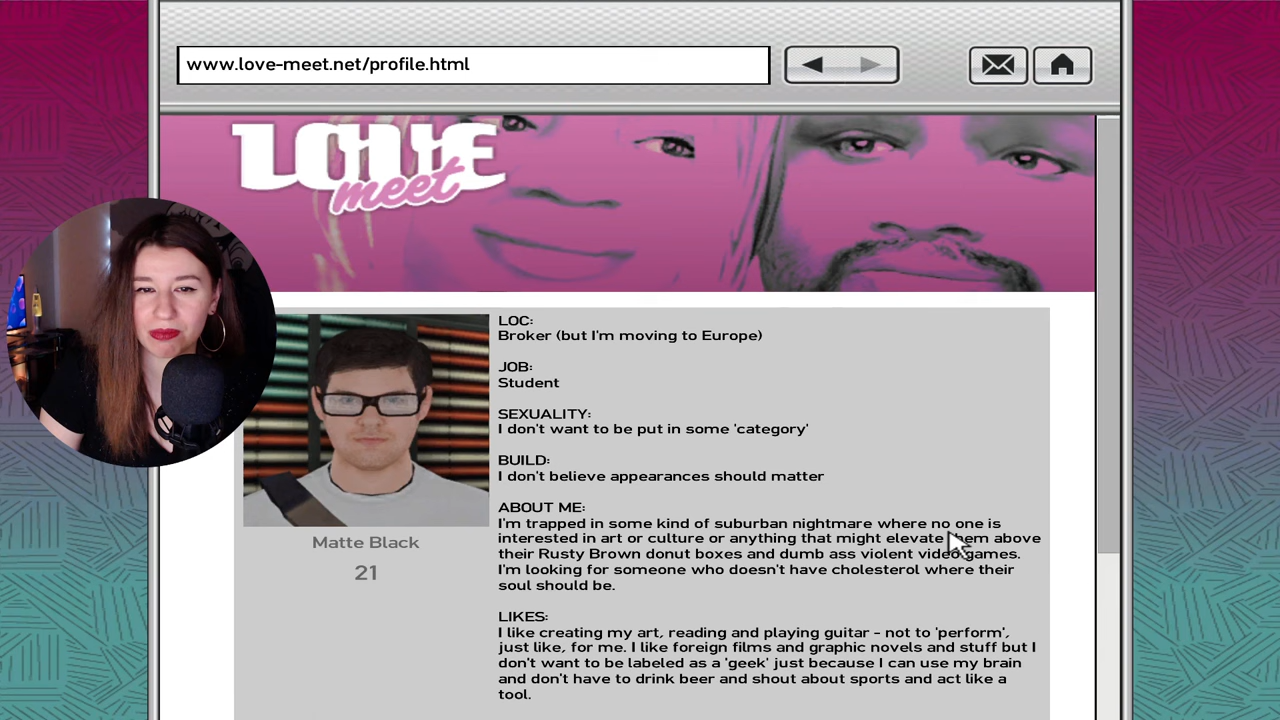 www.love-meet.net/profile.html
LOVE
meet
Matte Black
21
LOC:
Broker (but I'm moving to Europe)
JOB:
Student
SEXUALITY:
I don't want to be put in some 'category'
BUILD:
I don't believe appearances should matter
ABOUT ME:
I'm trapped in some kind of suburban nightmare where no one is
interested in art or culture or anything that might elevate them above
their Rusty Brown donut boxes and dumb ass violent video games.
I'm looking for someone who doesn't have cholesterol where their
soul should be.
LIKES:
I like creating my art, reading and playing guitar - not to 'perform',
just like, for me. I like foreign films and graphic novels and stuff but I
don't want to be labeled as a 'geek' just because I can use my brain
and don't have to drink beer and shout about sports and act like a
tool.